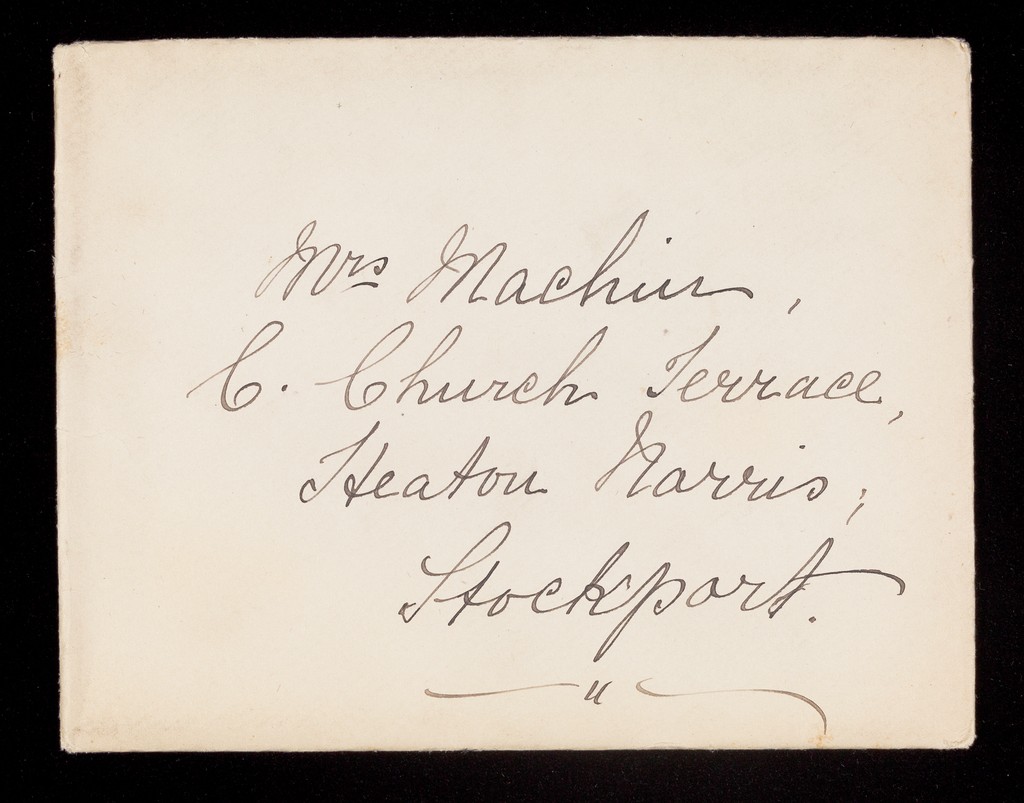 Mrs Machin,
6. Church Terrace,
Heaton Norris,
Stockport.
"